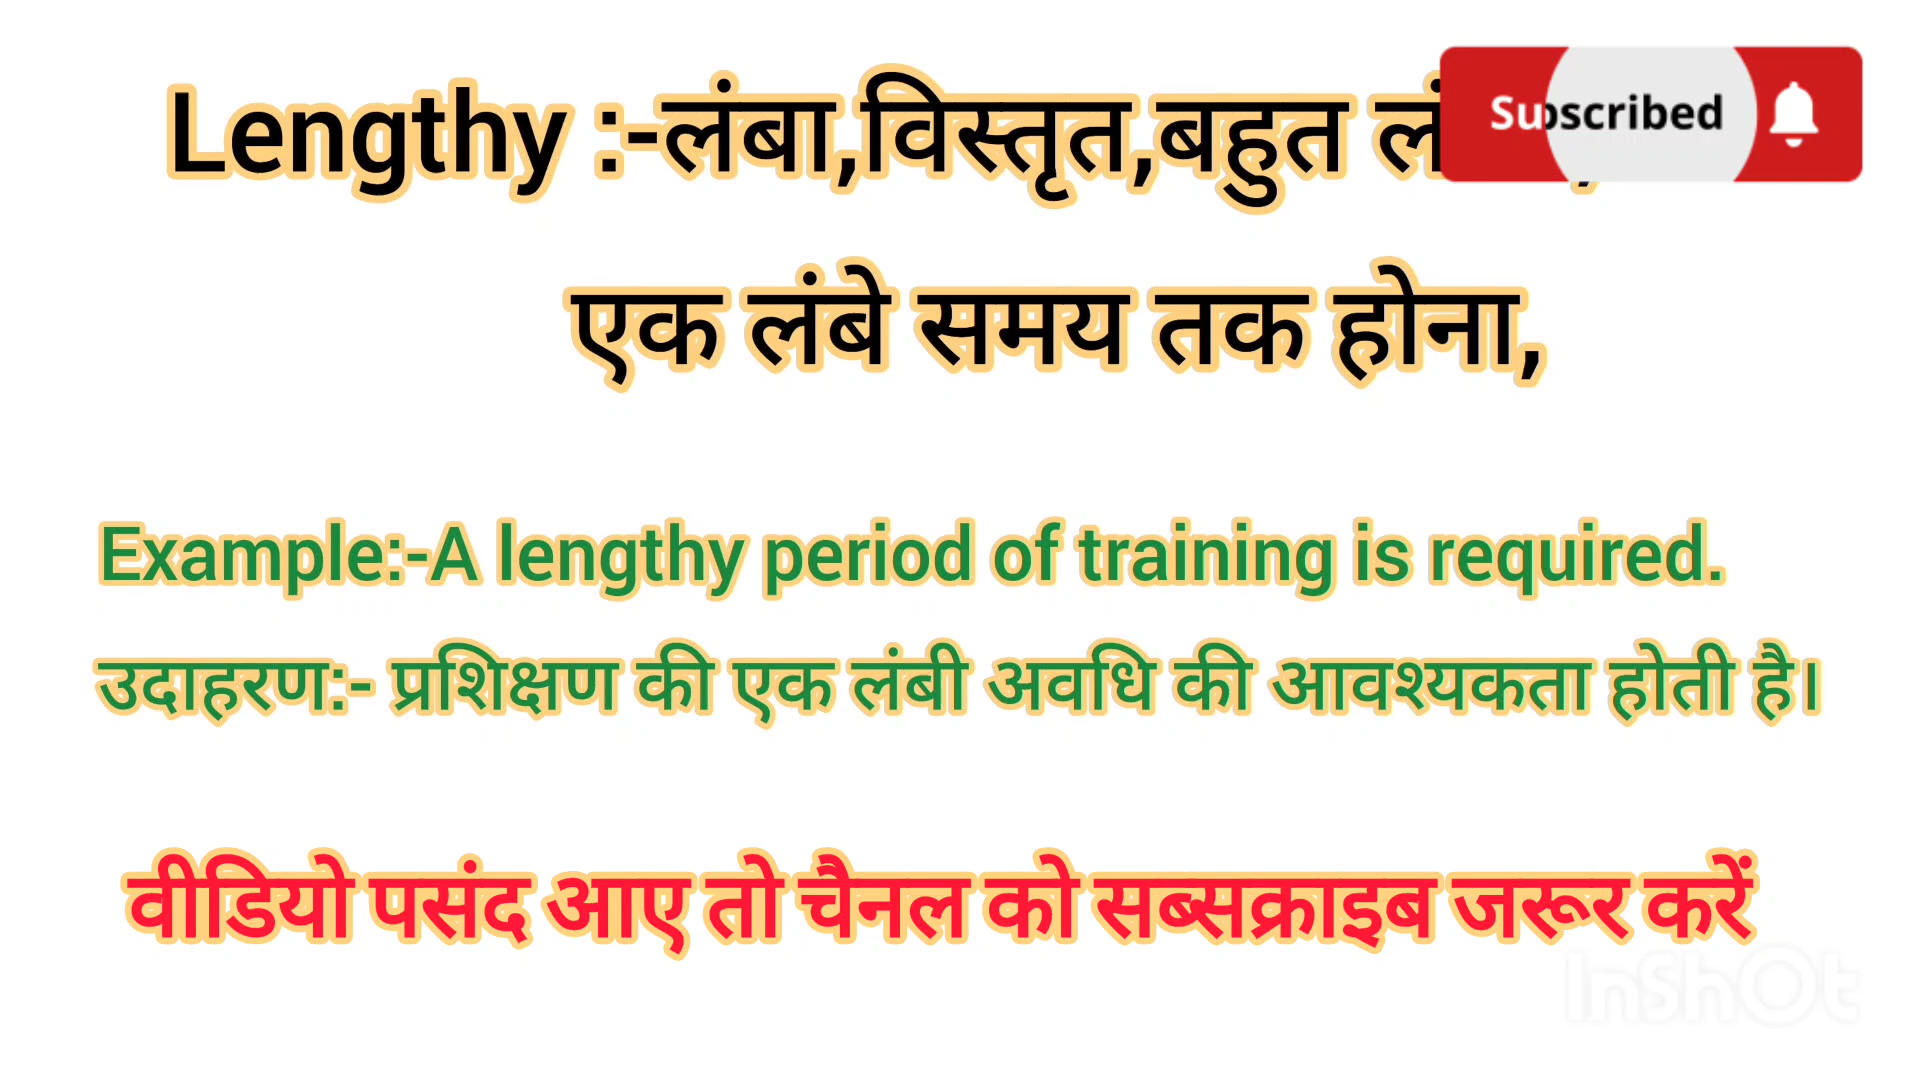 Lengthy :-लंबा,विस्तृत,बहुत
Subscribed
एक लंबे समय तक होना,
Example:-A lengthy period of training is required.
उदाहरण:- प्रशिक्षण की एक लंबी अवधि की आवश्यकता होती है।
वीडियो पसंद आए तो चैनल को सब्सक्राइब जरूर करें
InShOt